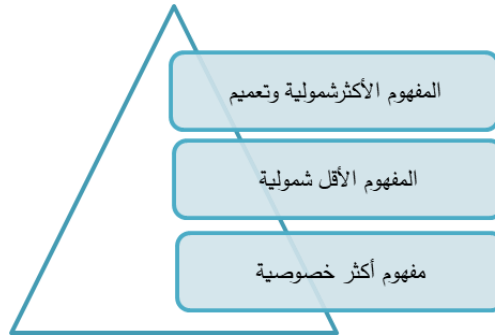 المفهوم الأكثرشمولية وتعميم
المفهوم الأقل شمولية
مفهوم أكثر خصوصية